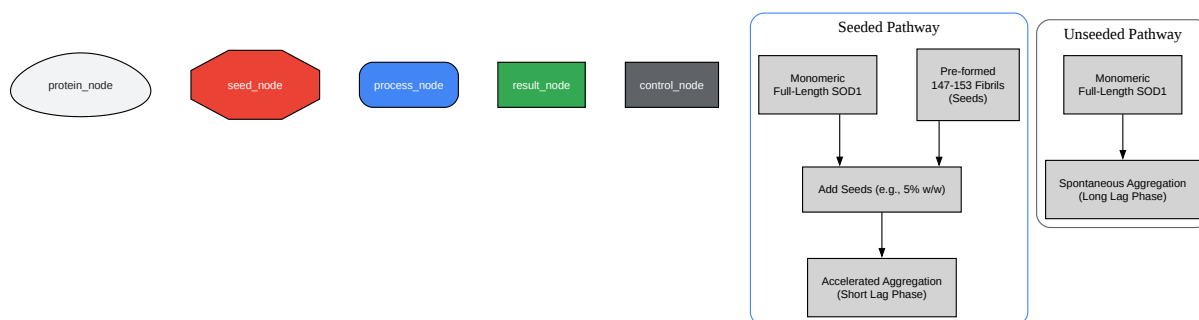 protein_node
seed_node
process_node
result_node
control_node
Seeded Pathway
Monomeric
Full-Length SOD1
Pre-formed
147-153 Fibrils
(Seeds)
Add Seeds (e.g., 5% w/w)
Accelerated Aggregation
(Short Lag Phase)
Unseeded Pathway
Monomeric
Full-Length SOD1
Spontaneous Aggregation
(Long Lag Phase)